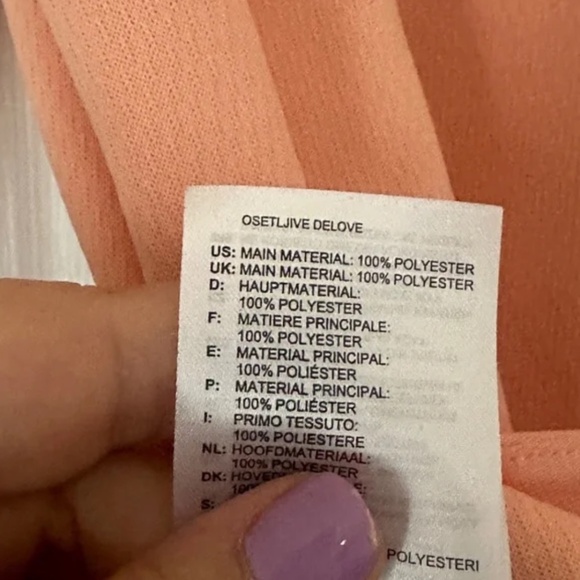 OSETLJIVE DELOVE
US: MAIN MATERIAL: 100% POLYESTER
UK: MAIN MATERIAL: 100% POLYESTER
D: HAUPTMATERIAL:
100% POLYESTER
F: MATIERE PRINCIPALE:
100% POLYESTER
E: MATERIAL PRINCIPAL:
100% POLIÉSTER
P: MATERIAL PRINCIPAL:
100% POLIÉSTER
I: PRIMO TESSUTO:
100% POLIESTERE
NL: HOOFDMATERIAAL:
100% POLYESTER
DK:
S:
POLYESTERI